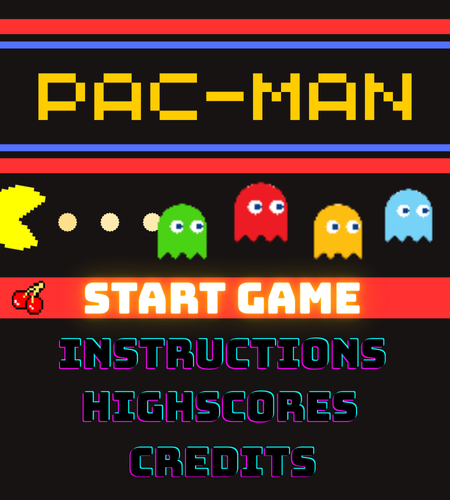 PAC-MAN
START GAME
INSTRUCTIONS
HIGHSCORES
CREDITS